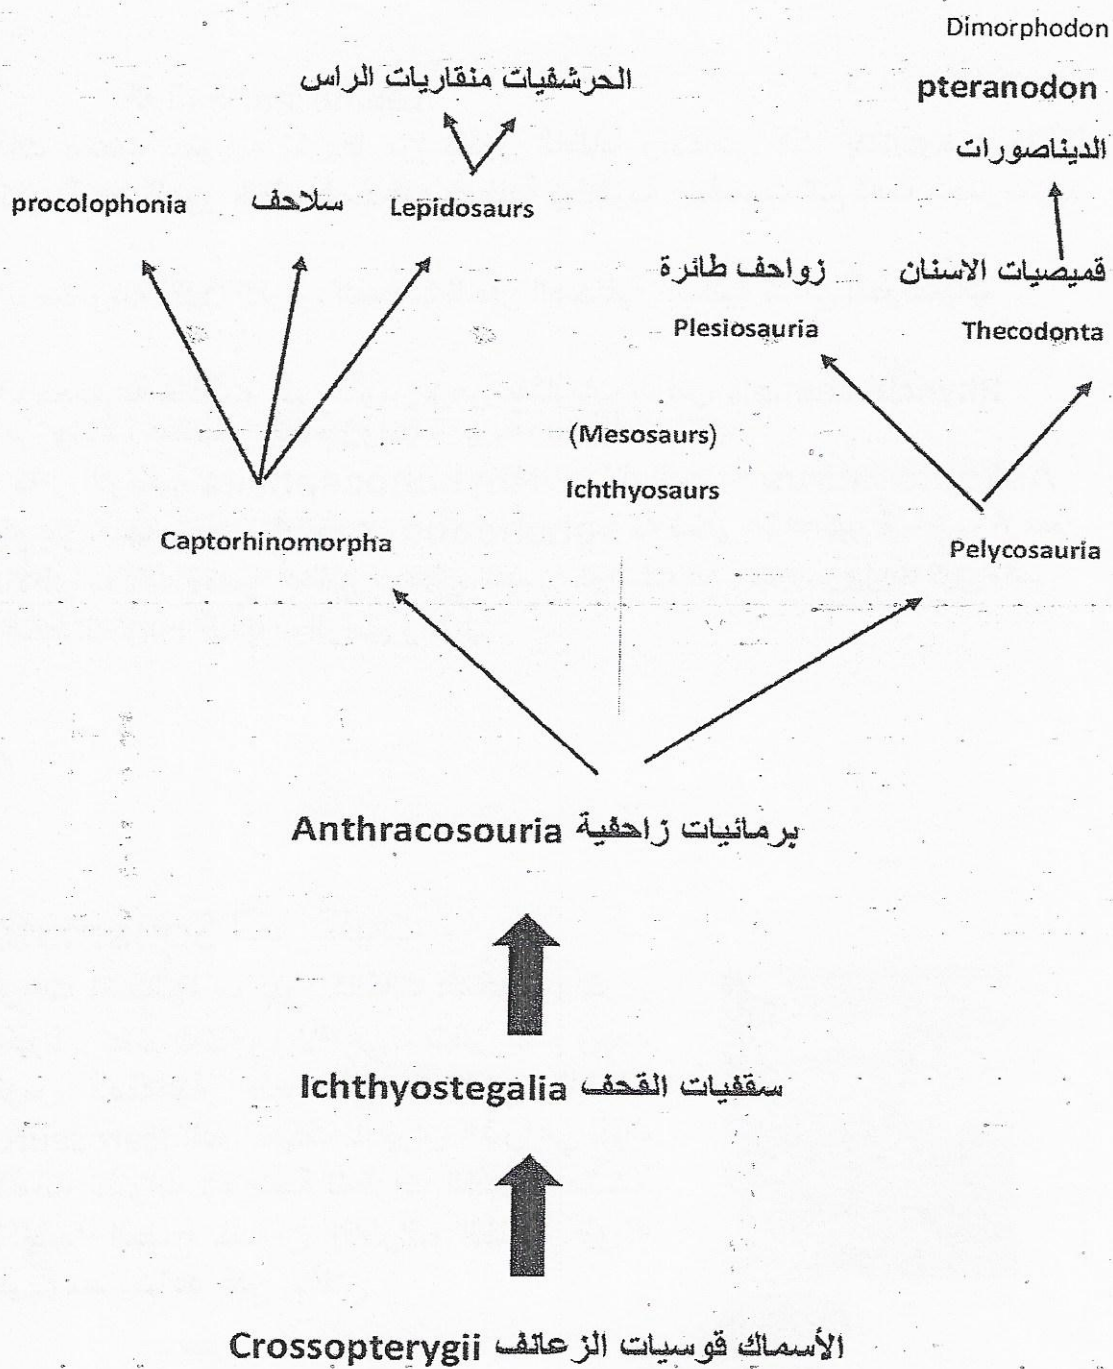 Dimorphodon
الحرشفيات منقاريات الراس
pteranodon
الديناصورات
procolophonia
سلاحف
Lepidosaurs
زواحف طائرة
قميصيات الاسنان
Plesiosauria
Thecodonta
(Mesosaurs)
Ichthyosaurs
Captorhinomorpha
Pelycosauria
Anthracosouria برمائيات زاحفية
Ichthyostegalia سقفيات القحف
Crossopterygii الأسماك قوسيات الزعانف